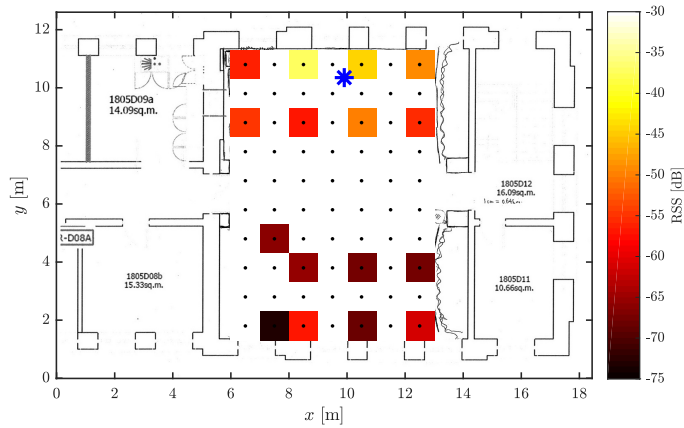 12
10
8
6
4
2
0
y [m]
0 2 4 6 8 10 12 14 16 18
x [m]
1805D09a
14.09sq.m.
1805D12
16.09sq.m.
R-D08A
1805D08b
15.33sq.m.
1805D11
10.66sq.m.
-30
-35
-40
-45
-50
-55
-60
-65
-70
-75
RSS [dB]